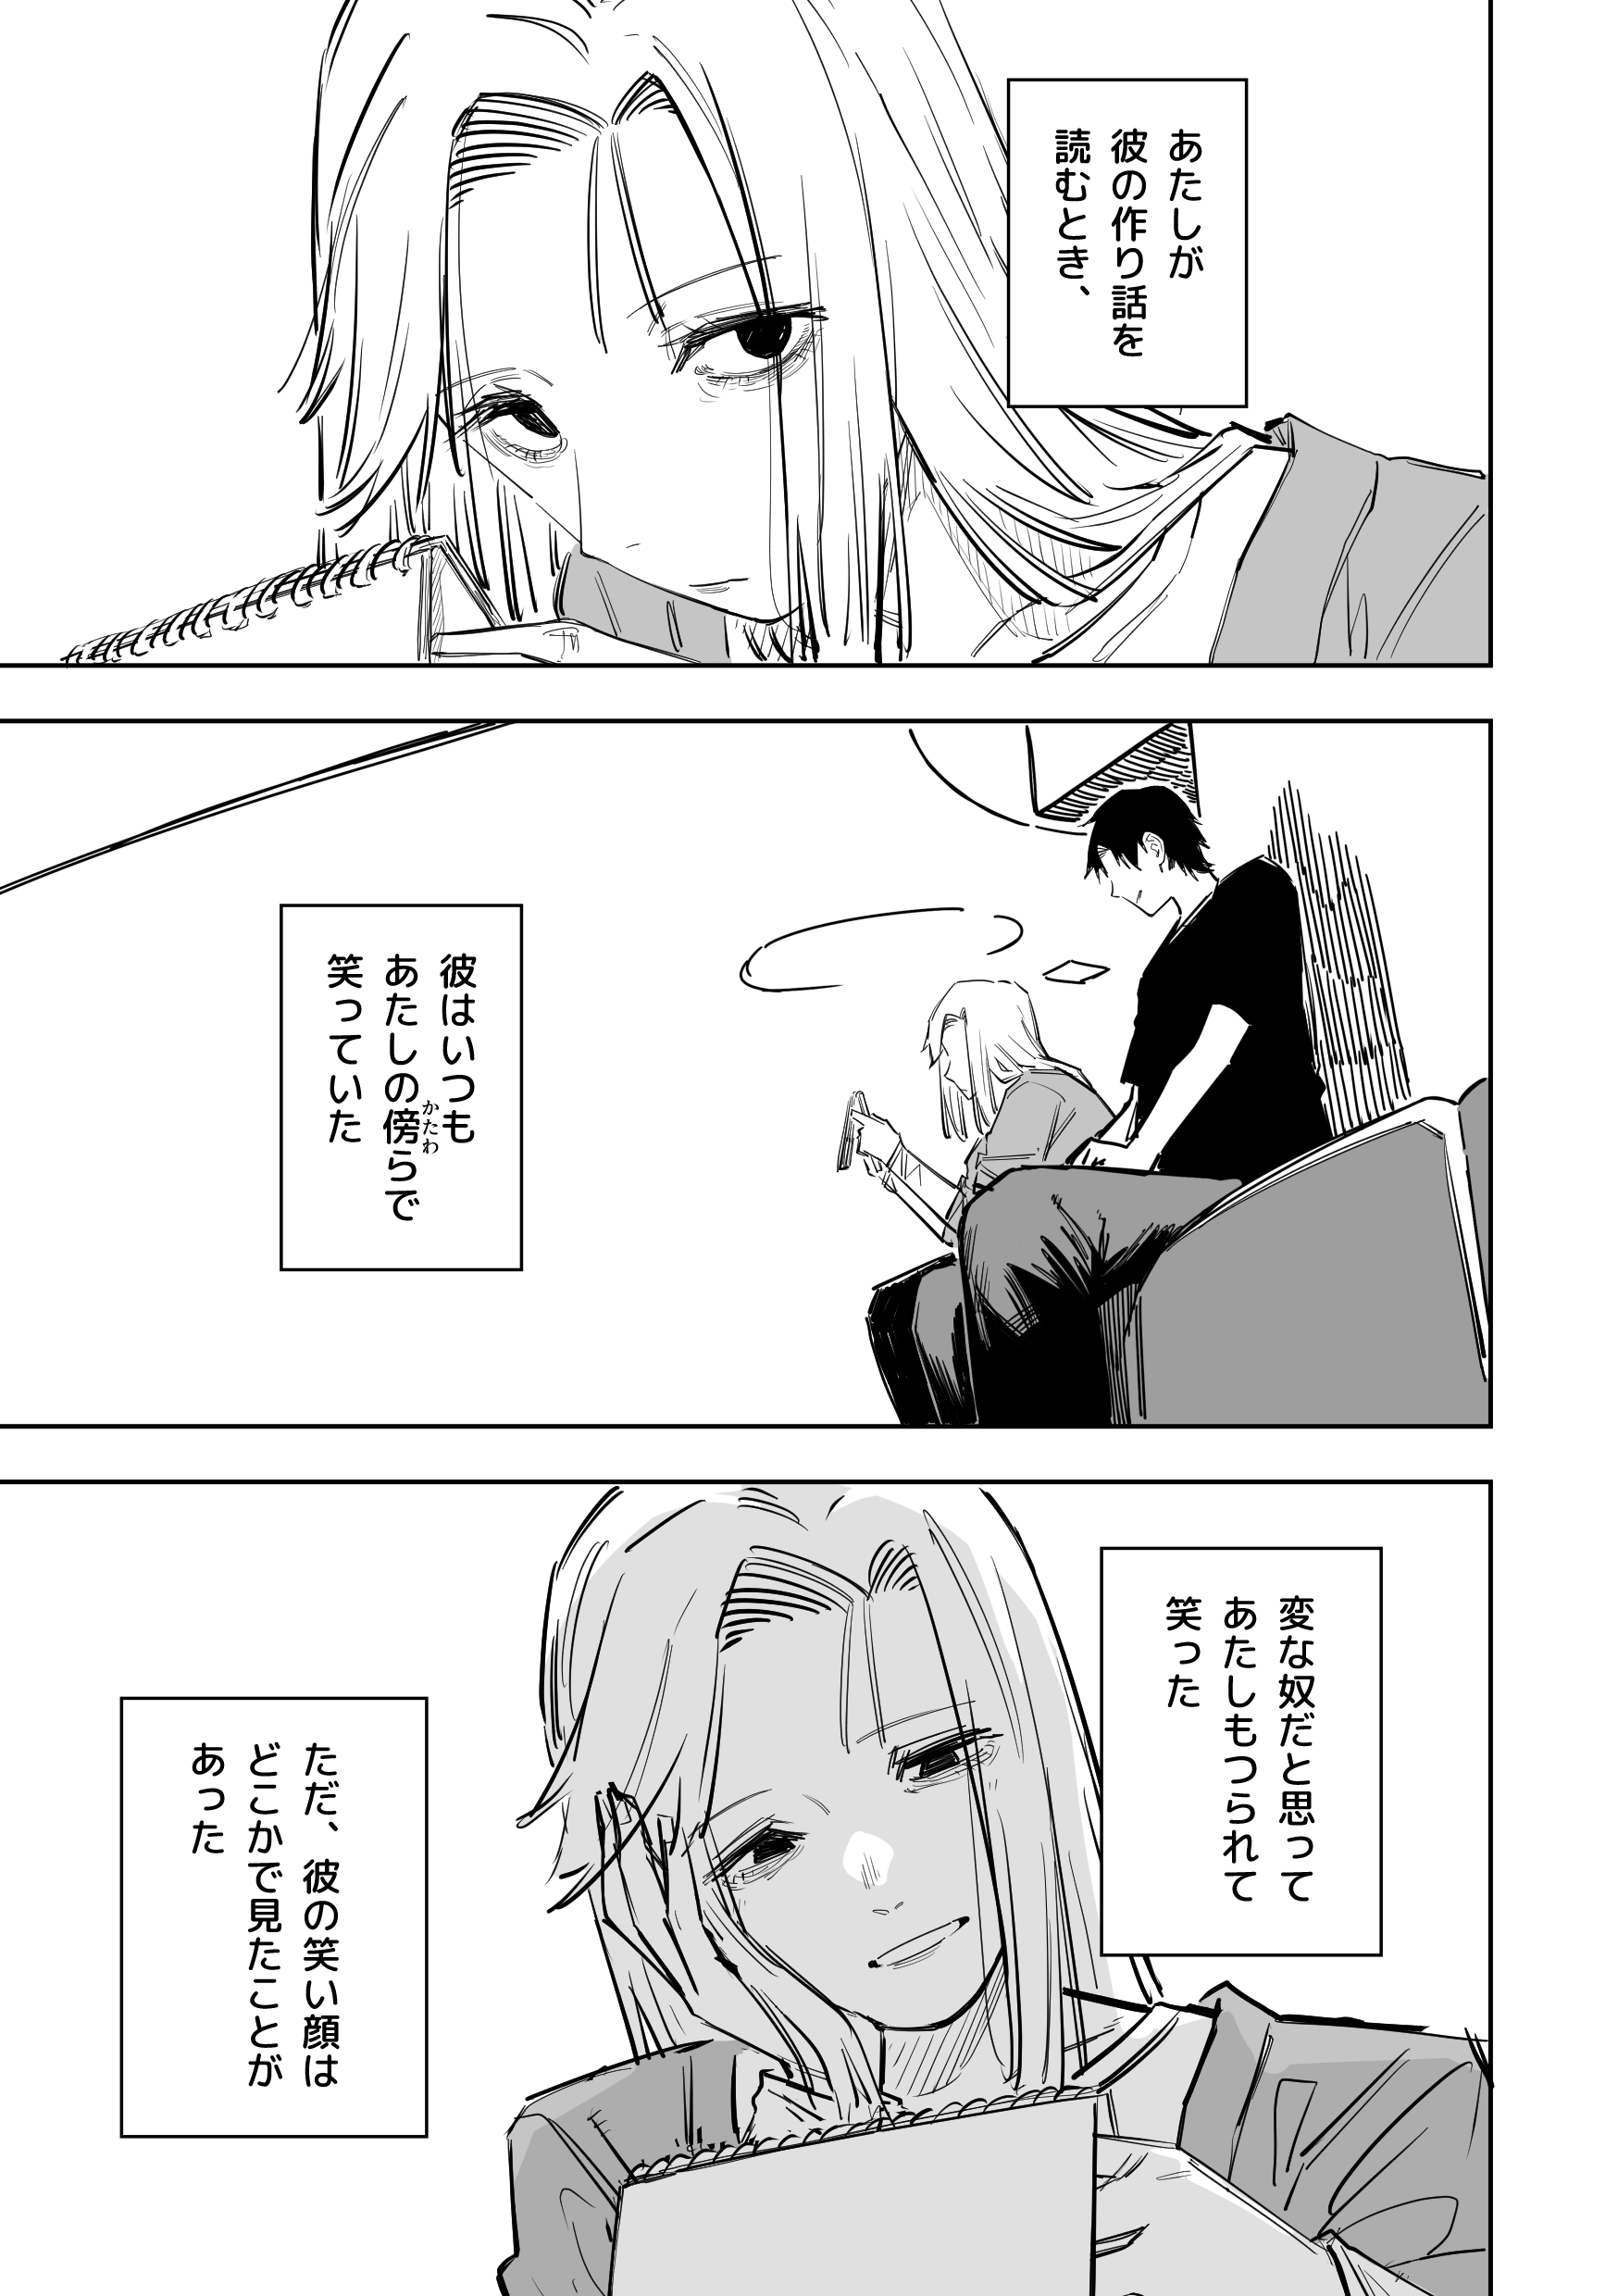 あたしが
彼の作り話を
読むとき、
彼はいつも
あたしの傍らで
かたわ
笑っていた
変な奴だと思って
あたしもつられて
笑った
ただ、彼の笑い顔は
どこかで見たことが
あった